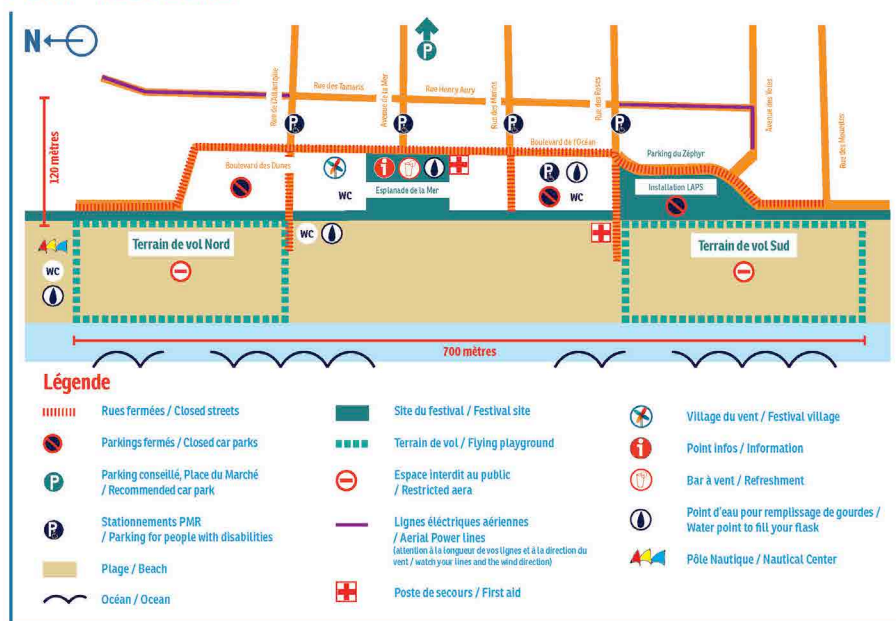 N
P
Rue des Tamaris
Rue Henry Aury
Avenue de la Mer
Rue des Marins
Rue des Roses
Avenue des Voiles
Rue des Mouettes
120 mètres
Boulevard des Dunes
Boulevard de l'Océan
Parking du Zéphyr
WC
Esplanade de la Mer
WC
Installation LAPS
Terrain de vol Nord
WC
Terrain de vol Sud
WC
700 mètres
Légende
Rues fermées / Closed streets
Parkings fermés / Closed car parks
P
Parking conseillé, Place du Marché
/ Recommended car park
Stationnements PMR
/ Parking for people with disabilities
Plage / Beach
Océan / Ocean
Site du festival / Festival site
Terrain de vol / Flying playground
Espace interdit au public
/ Restricted aera
Lignes éléctriques aériennes
/ Aerial Power lines
(attention à la longueur de vos lignes et à la direction du
vent / watch your lines and the wind direction)
Poste de secours / First aid
Village du vent / Festival village
Point infos / Information
Bar à vent / Refreshment
Point d'eau pour remplissage de gourdes /
Water point to fill your flask
Pôle Nautique / Nautical Center